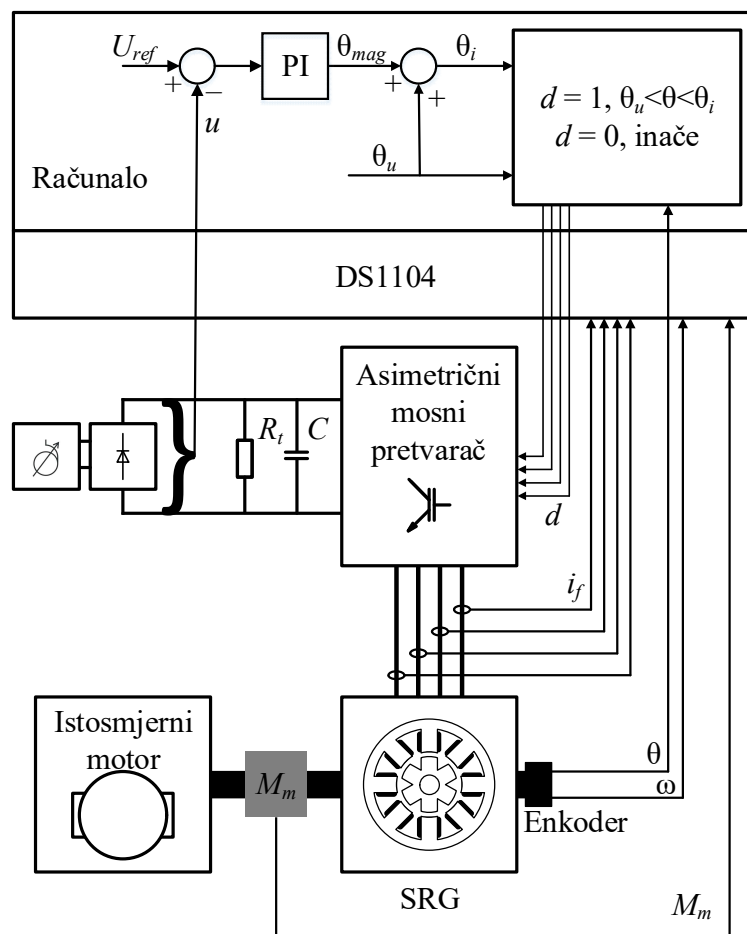 U_ref
+
−
u
PI
θ_mag
+
+
θ_i
θ_u
d = 1, θ_u<θ<θ_i
d = 0, inače
Računalo
DS1104
Asimetrični
mosni
pretvarač
R_t
C
d
i_f
Istosmjerni
motor
M_m
θ
ω
Enkoder
SRG
M_m